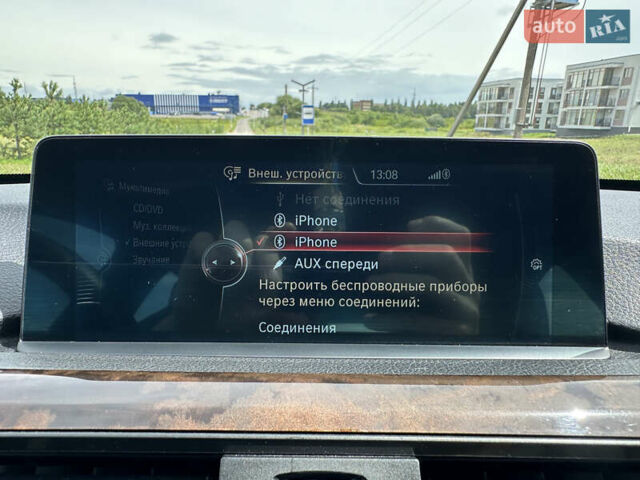 auto RIA
Внеш. устройств
13:08
Мультимедиа
CD/DVD
Муз. коллекция
Внешние устр
Звучание
Нет соединения
iPhone
iPhone
AUX спереди
Настроить беспроводные приборы
через меню соединений:
Соединения
OPT